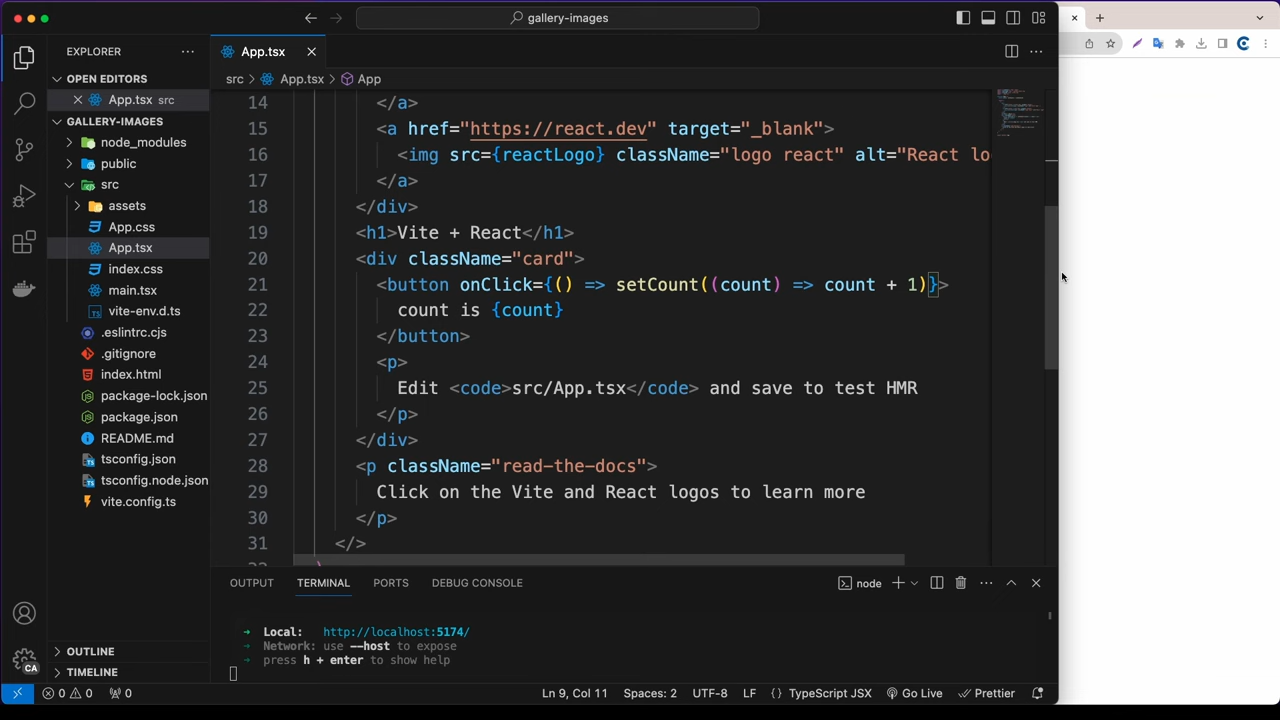 gallery-images
EXPLORER
App.tsx
OPEN EDITORS
src > App.tsx > App
App.tsx src
GALLERY-IMAGES
node_modules
public
src
assets
App.css
App.tsx
index.css
main.tsx
vite-env.d.ts
.eslintrc.cjs
.gitignore
index.html
package-lock.json
package.json
README.md
tsconfig.json
tsconfig.node.json
vite.config.ts
OUTLINE
TIMELINE
14 </a>
15 <a href="https://react.dev" target="_blank">
16 <img src={reactLogo} className="logo react" alt="React lo
17 </a>
18 </div>
19 <h1>Vite + React</h1>
20 <div className="card">
21 <button onClick={() => setCount((count) => count + 1)}>
22 count is {count}
23 </button>
24 <p>
25 Edit <code>src/App.tsx</code> and save to test HMR
26 </p>
27 </div>
28 <p className="read-the-docs">
29 Click on the Vite and React logos to learn more
30 </p>
31 </>
OUTPUT TERMINAL PORTS DEBUG CONSOLE node
➜ Local: http://localhost:5174/
➜ Network: use --host to expose
➜ press h + enter to show help
CA
0 0 0 Ln 9, Col 11 Spaces: 2 UTF-8 LF {} TypeScript JSX Go Live Prettier